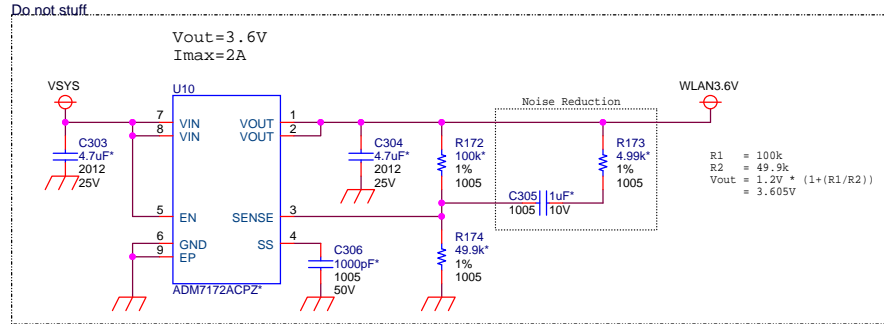 Do not stuff
Vout=3.6V
Imax=2A
VSYS
U10
WLAN3.6V
Noise Reduction
7
VIN
VOUT
1
8
VIN
VOUT
2
C303
4.7uF*
2012
25V
C304
4.7uF*
2012
25V
R172
100k*
1%
1005
R173
4.99k*
1%
1005
R1 = 100k
R2 = 49.9k
Vout = 1.2V * (1+(R1/R2))
= 3.605V
C305
1uF*
1005
10V
5
EN
SENSE
3
6
GND
SS
4
9
EP
C306
1000pF*
1005
50V
R174
49.9k*
1%
1005
ADM7172ACPZ*